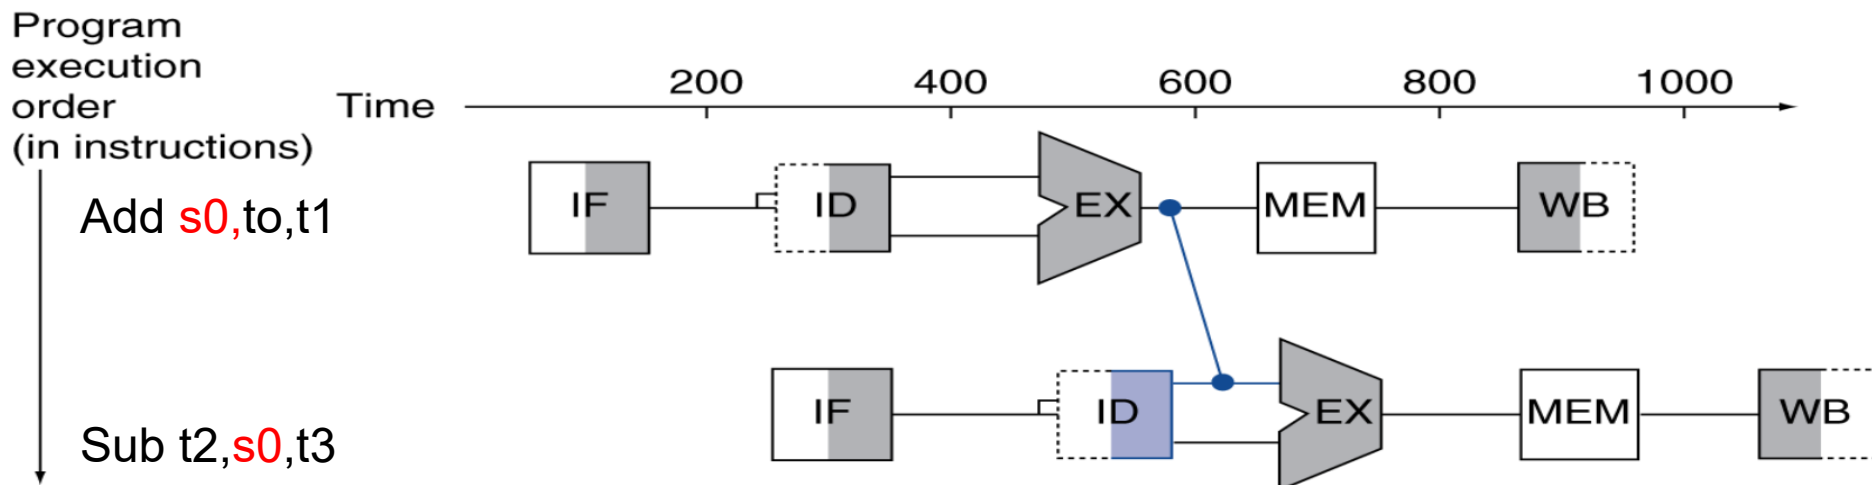 Program
execution
order
(in instructions)
Time
200 400 600 800 1000
Add s0,to,t1
IF ID EX MEM WB
Sub t2,s0,t3
IF ID EX MEM WB